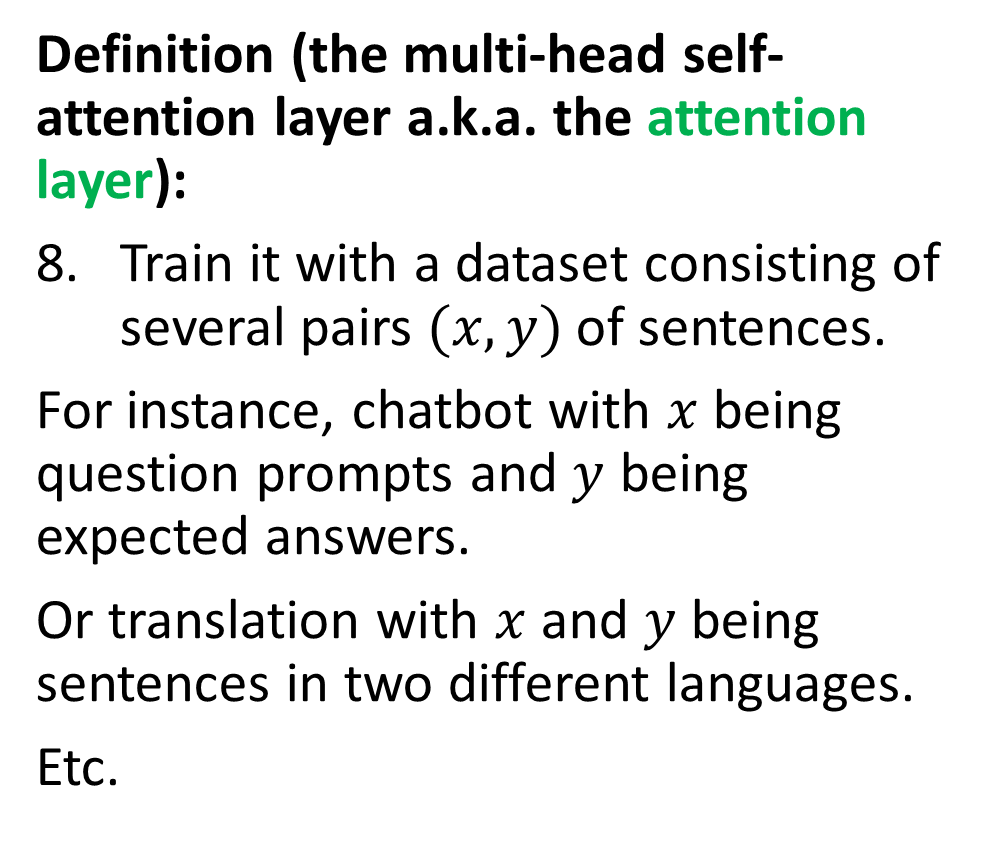 Definition (the multi-head self-
attention layer a.k.a. the attention
layer):
8. Train it with a dataset consisting of
several pairs (x, y) of sentences.
For instance, chatbot with x being
question prompts and y being
expected answers.
Or translation with x and y being
sentences in two different languages.
Etc.